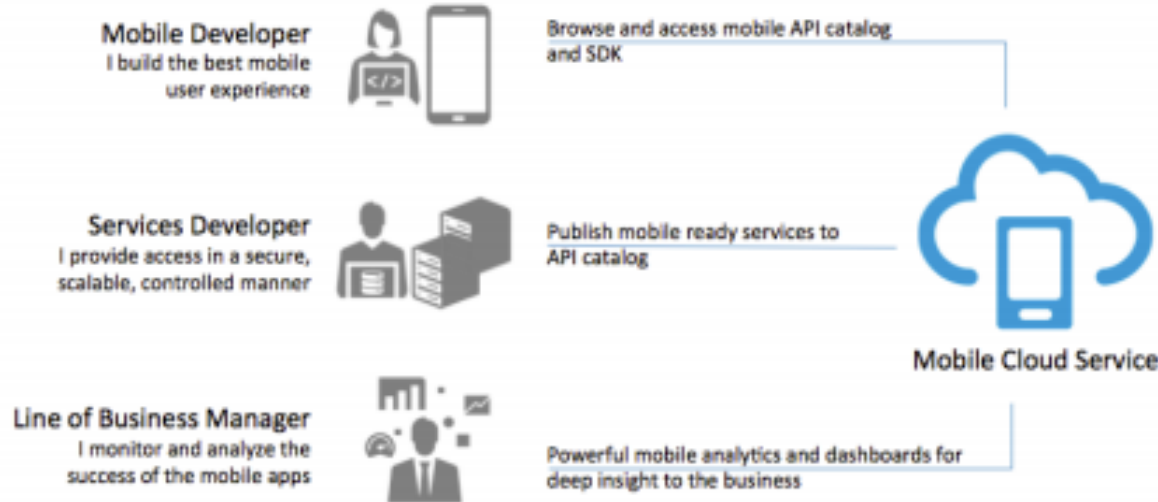 Mobile Developer
I build the best mobile
user experience
Browse and access mobile API catalog
and SDK
</>
Services Developer
I provide access in a secure,
scalable, controlled manner
Publish mobile ready services to
API catalog
Mobile Cloud Service
Line of Business Manager
I monitor and analyze the
success of the mobile apps
Powerful mobile analytics and dashboards for
deep insight to the business